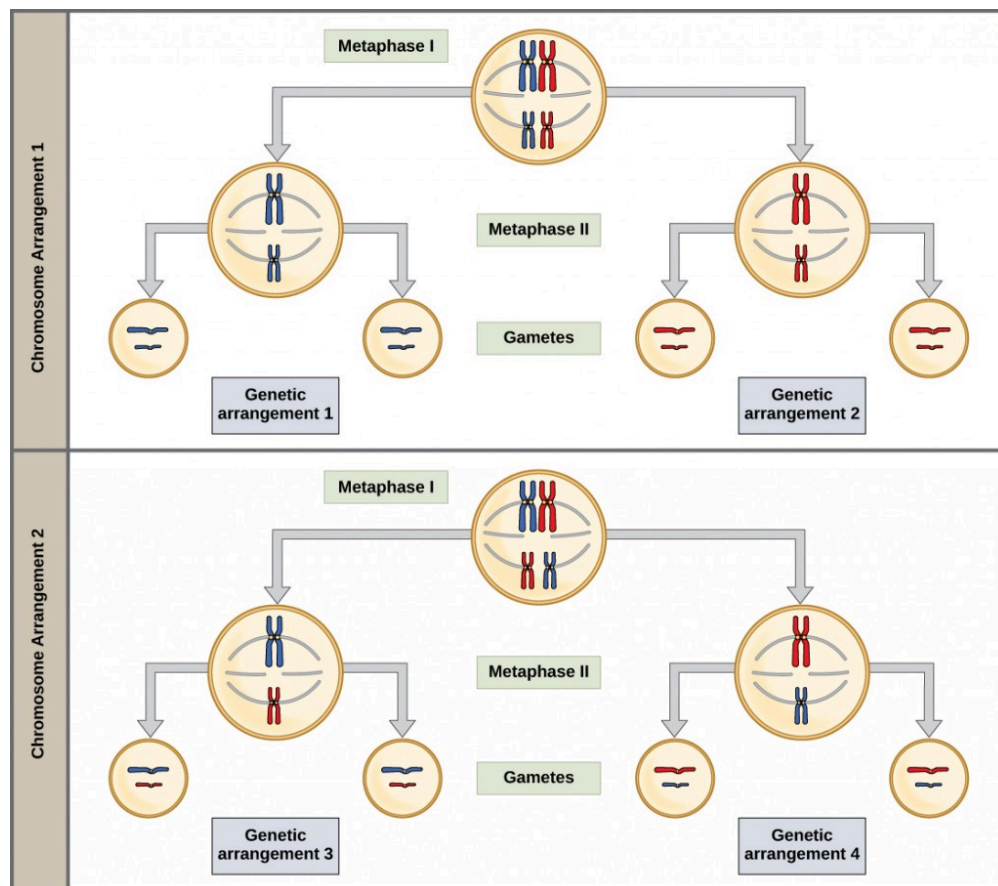 Chromosome Arrangement 1
Metaphase I
Metaphase II
Gametes
Genetic
arrangement 1
Genetic
arrangement 2
Chromosome Arrangement 2
Metaphase I
Metaphase II
Gametes
Genetic
arrangement 3
Genetic
arrangement 4